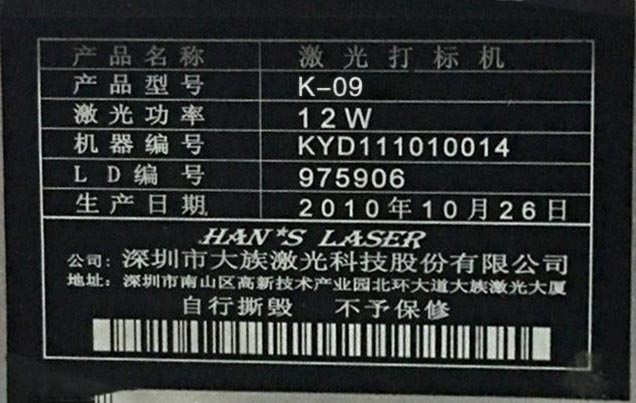 产品名称 激光打标机
产品型号 K-09
激光功率 12W
机器编号 KYD111010014
LD编号 975906
生产日期 2010年10月26日
HAN*S LASER
公司: 深圳市大族激光科技股份有限公司
地址: 深圳市南山区高新技术产业园北环大道大族激光大厦
自行撕毁 不予保修